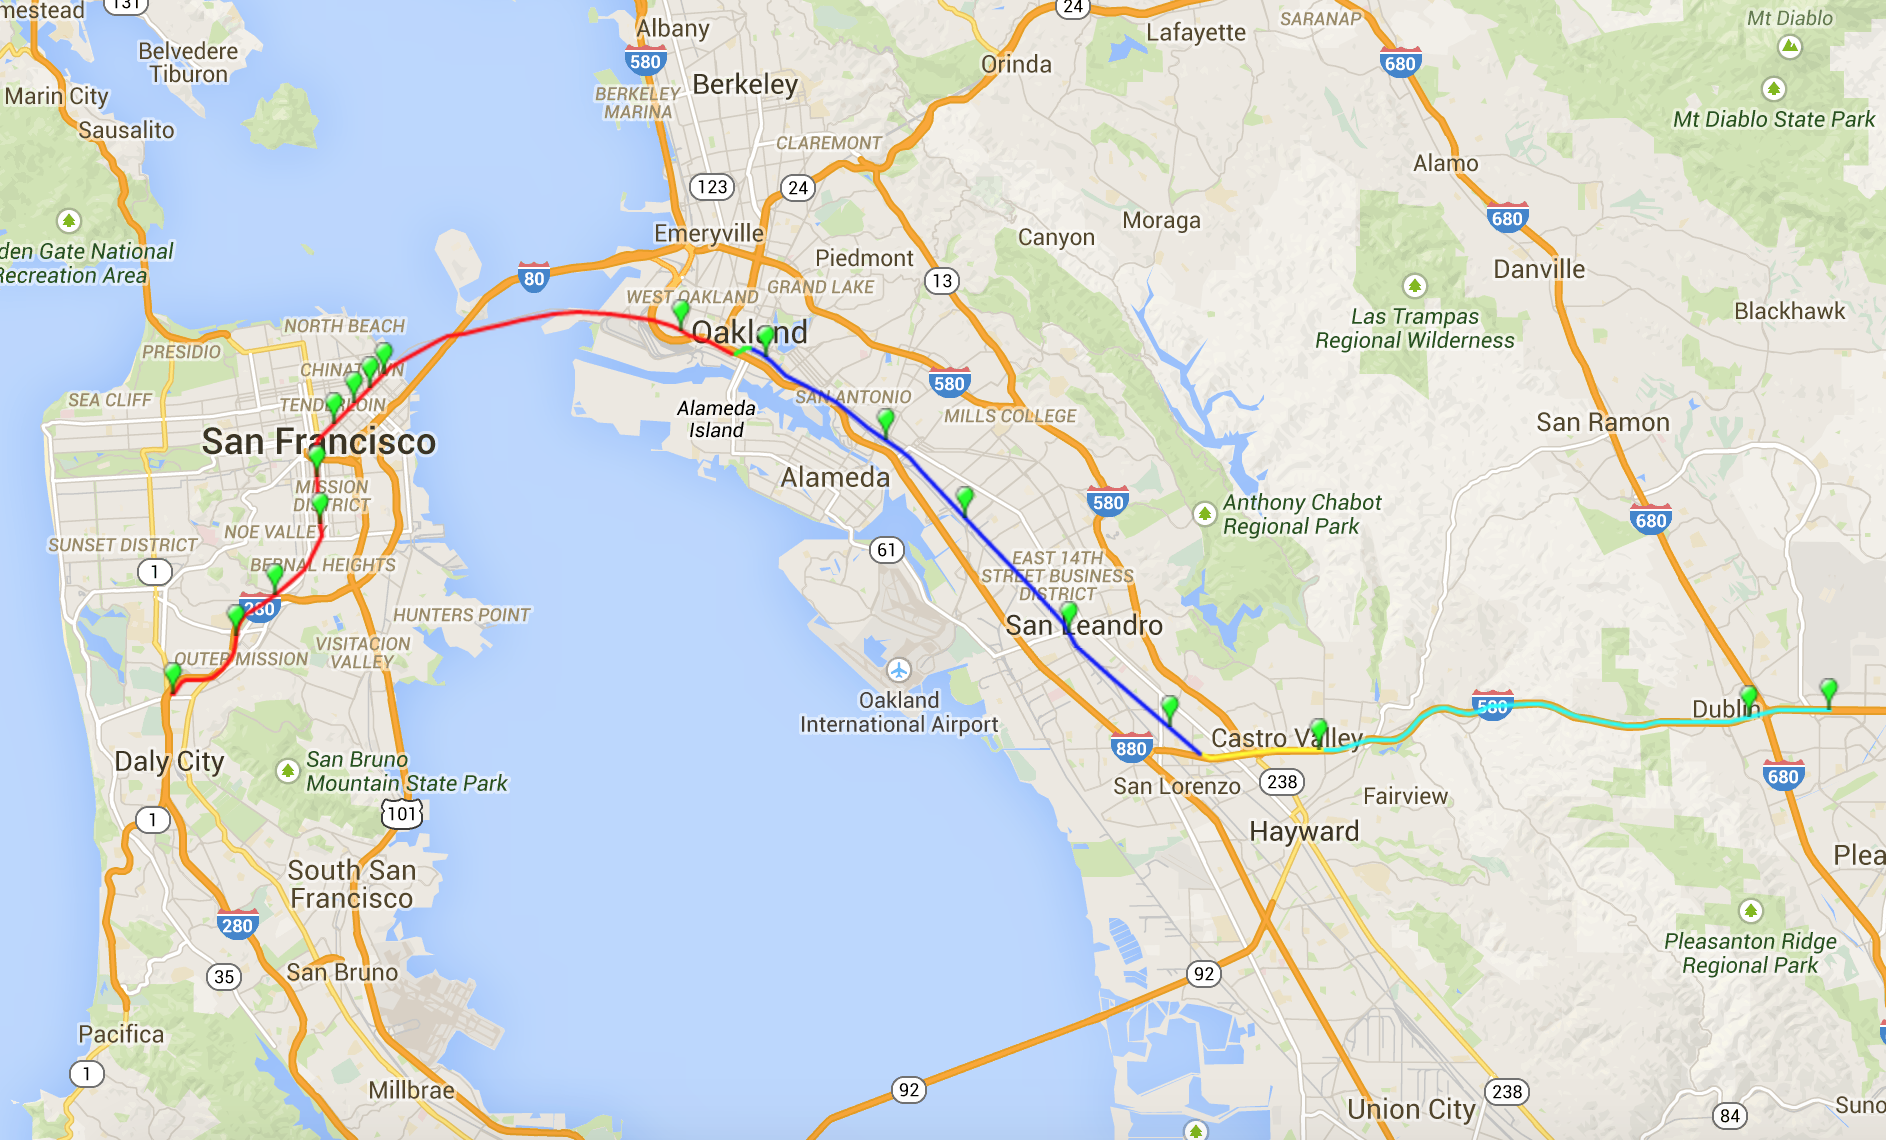 mestead
131
Albany
24
Lafayette
SARANAP
Mt Diablo
Belvedere
Tiburon
580
Orinda
680
Berkeley
BERKELEY
MARINA
Marin City
Sausalito
Mt Diablo State Park
CLAREMONT
Alamo
123
24
680
Moraga
Emeryville
Canyon
den Gate National
Recreation Area
Piedmont
80
13
Danville
WEST OAKLAND
GRAND LAKE
Las Trampas
Regional Wilderness
Blackhawk
NORTH BEACH
Oakland
PRESIDIO
CHINATOWN
580
SEA CLIFF
TENDERLOIN
SAN ANTONIO
Alameda
Island
MILLS COLLEGE
San Ramon
San Francisco
Alameda
MISSION
DISTRICT
580
Anthony Chabot
Regional Park
680
NOE VALLEY
SUNSET DISTRICT
61
1
BERNAL HEIGHTS
EAST 14TH
STREET BUSINESS
DISTRICT
280
HUNTERS POINT
San Leandro
VISITACION
VALLEY
OUTER MISSION
Oakland
International Airport
580
Dublin
Castro Valley
880
Daly City
San Bruno
Mountain State Park
San Lorenzo
238
680
Fairview
101
1
Hayward
Plea
South San
Francisco
280
Pleasanton Ridge
Regional Park
San Bruno
35
92
Pacifica
1
Millbrae
92
238
Union City
84
Suno